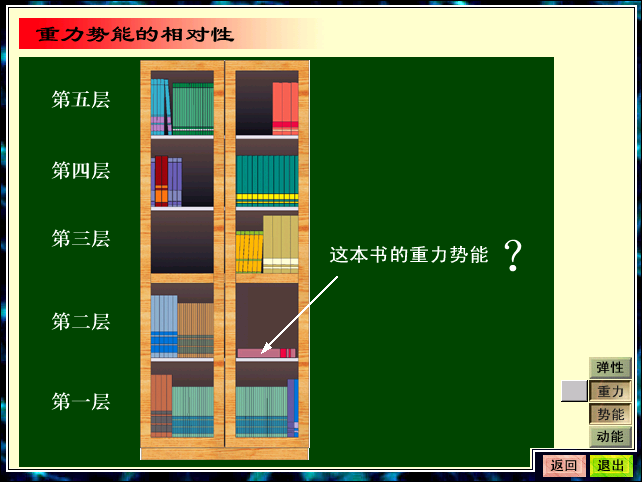 重力势能的相对性
第五层
第四层
第三层
这本书的重力势能 ?
第二层
第一层
弹性
重力
势能
动能
返回
退出